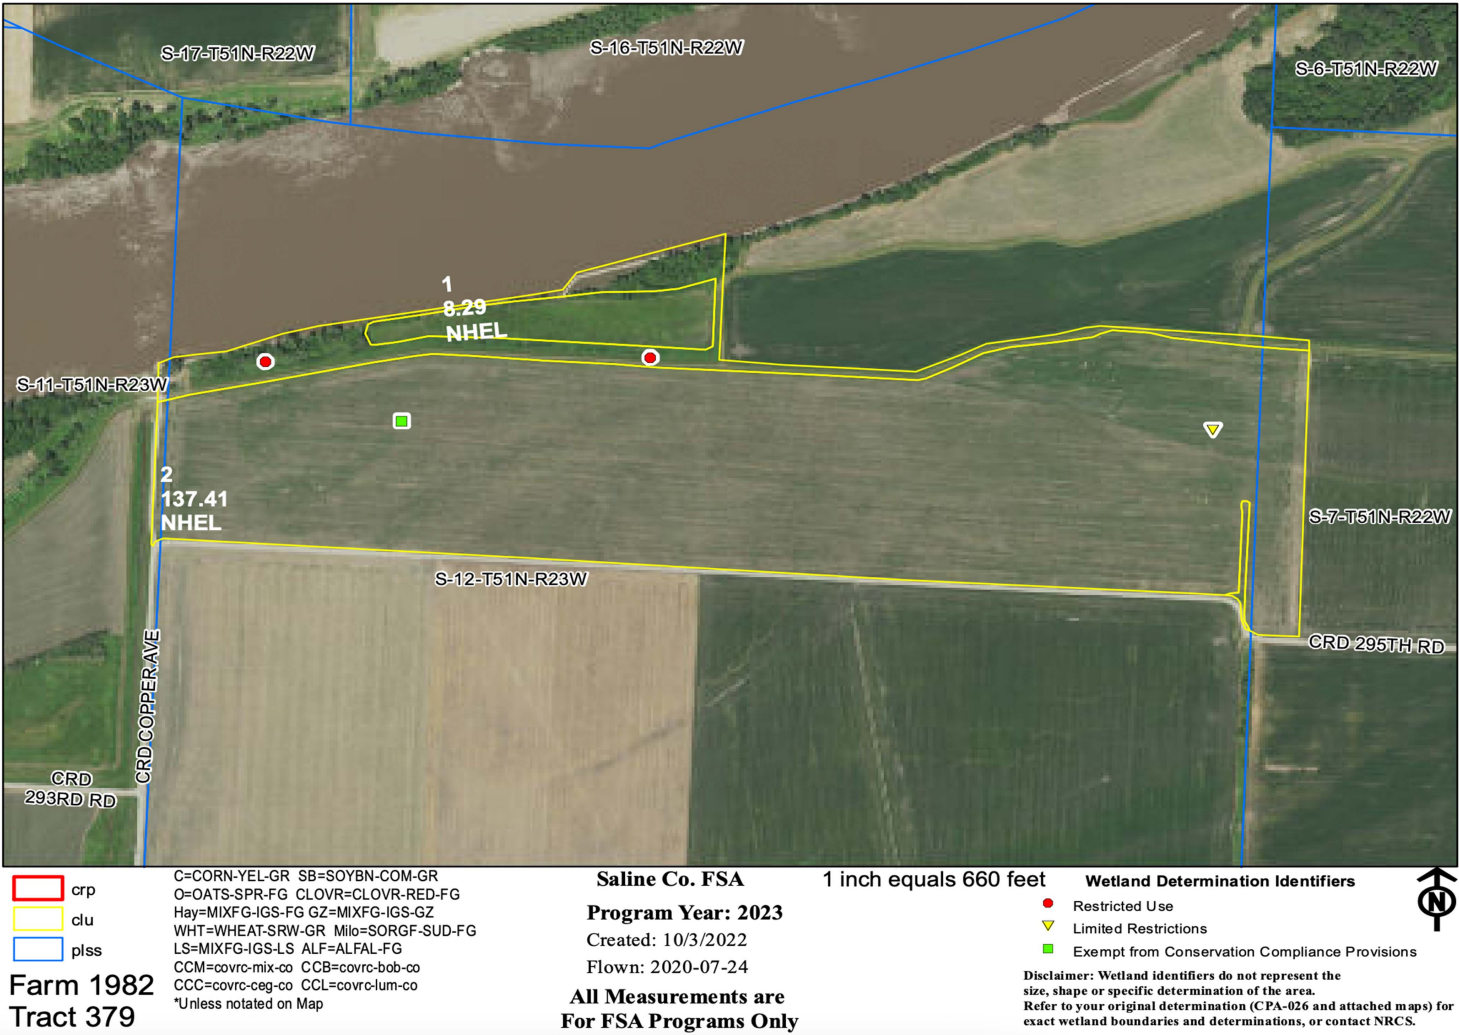 S-17-T51N-R22W
S-16-T51N-R22W
S-6-T51N-R22W
1
8.29
NHEL
S-11-T51N-R23W
2
137.41
NHEL
S-7-T51N-R22W
S-12-T51N-R23W
CRD COPPER AVE
CRD 295TH RD
CRD
293RD RD
crp
clu
plss
Farm 1982
Tract 379
C=CORN-YEL-GR SB=SOYBN-COM-GR
O=OATS-SPR-FG CLOVR=CLOVR-RED-FG
Hay=MIXFG-IGS-FG GZ=MIXFG-IGS-GZ
WHT=WHEAT-SRW-GR Milo=SORGF-SUD-FG
LS=MIXFG-IGS-LS ALF=ALFAL-FG
CCM=covrc-mix-co CCB=covrc-bob-co
CCC=covrc-ceg-co CCL=covrc-lum-co
*Unless notated on Map
Saline Co. FSA
Program Year: 2023
Created: 10/3/2022
Flown: 2020-07-24
All Measurements are
For FSA Programs Only
1 inch equals 660 feet
Wetland Determination Identifiers
Restricted Use
Limited Restrictions
Exempt from Conservation Compliance Provisions
Disclaimer: Wetland identifiers do not represent the
size, shape or specific determination of the area.
Refer to your original determination (CPA-026 and attached maps) for
exact wetland boundaries and determinations, or contact NRCS.
N